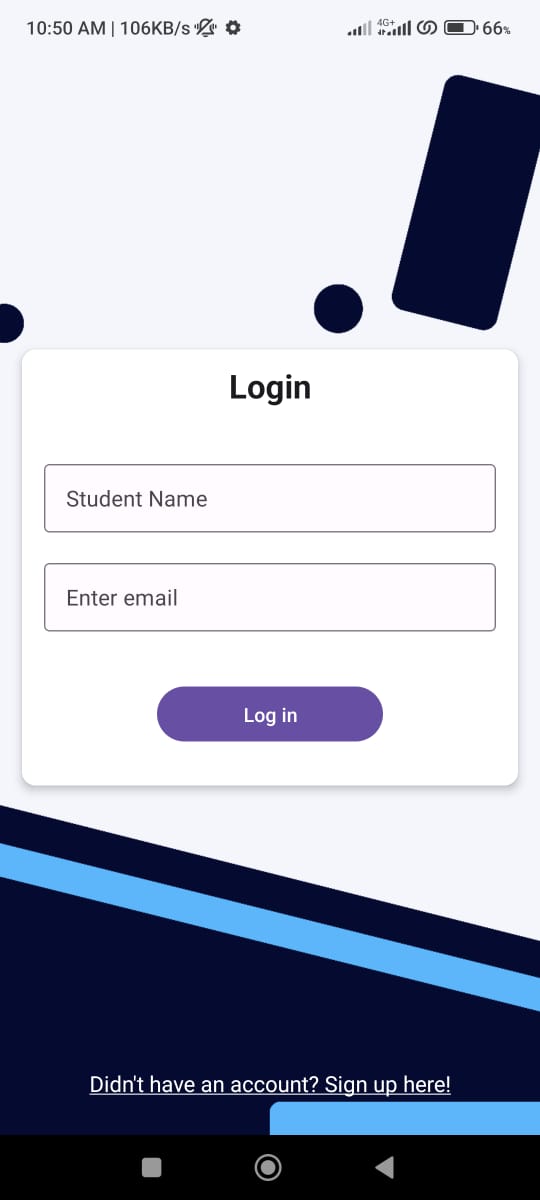 10:50 AM | 106KB/s 4G+ 66%
Login
Student Name
Enter email
Log in
Didn't have an account? Sign up here!